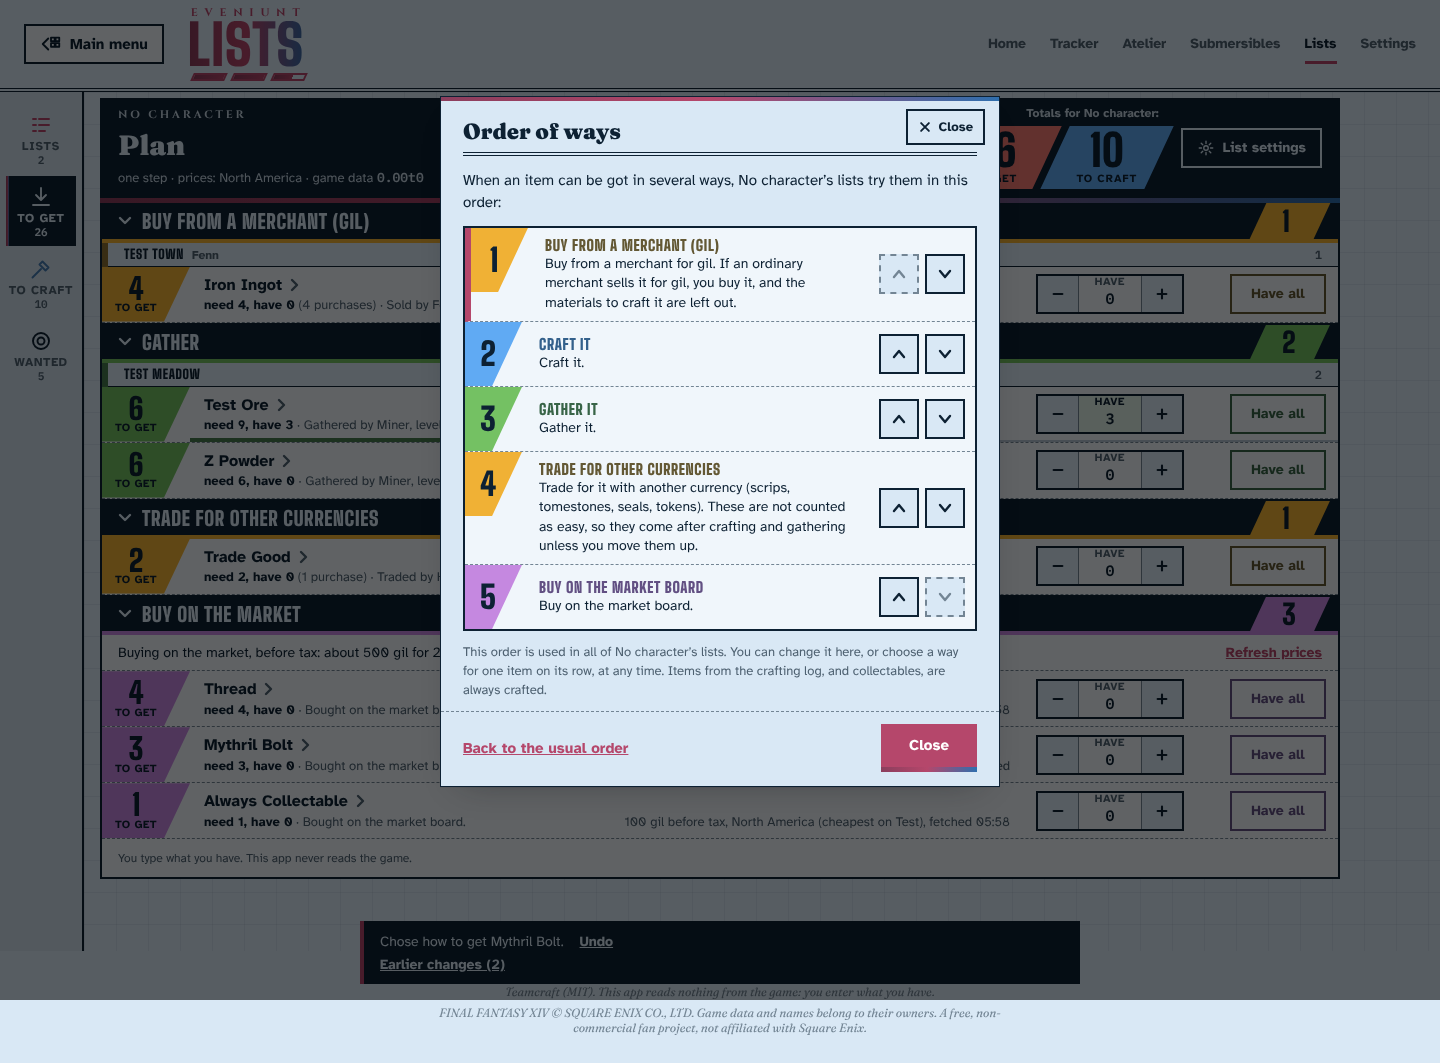 Main menu
EVENIUNT
LISTS
Home
Tracker
Atelier
Submersibles
Lists
Settings
LISTS
2
TO GET
26
TO CRAFT
10
WANTED
5
NO CHARACTER
Plan
one step · prices: North America · game data 0.00t0
Totals for No character:
10
TO CRAFT
List settings
BUY FROM A MERCHANT (GIL)
1
TEST TOWN Fenn
1
4
TO GET
Iron Ingot
need 4, have 0 (4 purchases) · Sold by
HAVE
0
Have all
GATHER
2
TEST MEADOW
2
6
TO GET
Test Ore
need 9, have 3 · Gathered by Miner,
HAVE
3
Have all
6
TO GET
Z Powder
need 6, have 0 · Gathered by Miner,
HAVE
0
Have all
TRADE FOR OTHER CURRENCIES
1
2
TO GET
Trade Good
need 2, have 0 (1 purchase) · Traded by
HAVE
0
Have all
BUY ON THE MARKET
3
Buying on the market, before tax: about 500 gil for
Refresh prices
4
TO GET
Thread
need 4, have 0 · Bought on the market
HAVE
0
Have all
3
TO GET
Mythril Bolt
need 3, have 0 · Bought on the market
HAVE
0
Have all
1
TO GET
Always Collectable
need 1, have 0 · Bought on the market board.
100 gil before tax, North America (cheapest on Test), fetched 05:58
HAVE
0
Have all
You type what you have. This app never reads the game.
Order of ways
Close
When an item can be got in several ways, No character's lists try them in this
order:
1
BUY FROM A MERCHANT (GIL)
Buy from a merchant for gil. If an ordinary
merchant sells it for gil, you buy it, and the
materials to craft it are left out.
2
CRAFT IT
Craft it.
3
GATHER IT
Gather it.
4
TRADE FOR OTHER CURRENCIES
Trade for it with another currency (scrips,
tomestones, seals, tokens). These are not counted
as easy, so they come after crafting and gathering
unless you move them up.
5
BUY ON THE MARKET BOARD
Buy on the market board.
This order is used in all of No character's lists. You can change it here, or choose a way
for one item on its row, at any time. Items from the crafting log, and collectables, are
always crafted.
Back to the usual order
Close
Chose how to get Mythril Bolt. Undo
Earlier changes (2)
Teamcraft (MIT). This app reads nothing from the game: you enter what you have.
FINAL FANTASY XIV © SQUARE ENIX CO., LTD. Game data and names belong to their owners. A free, non-
commercial fan project, not affiliated with Square Enix.